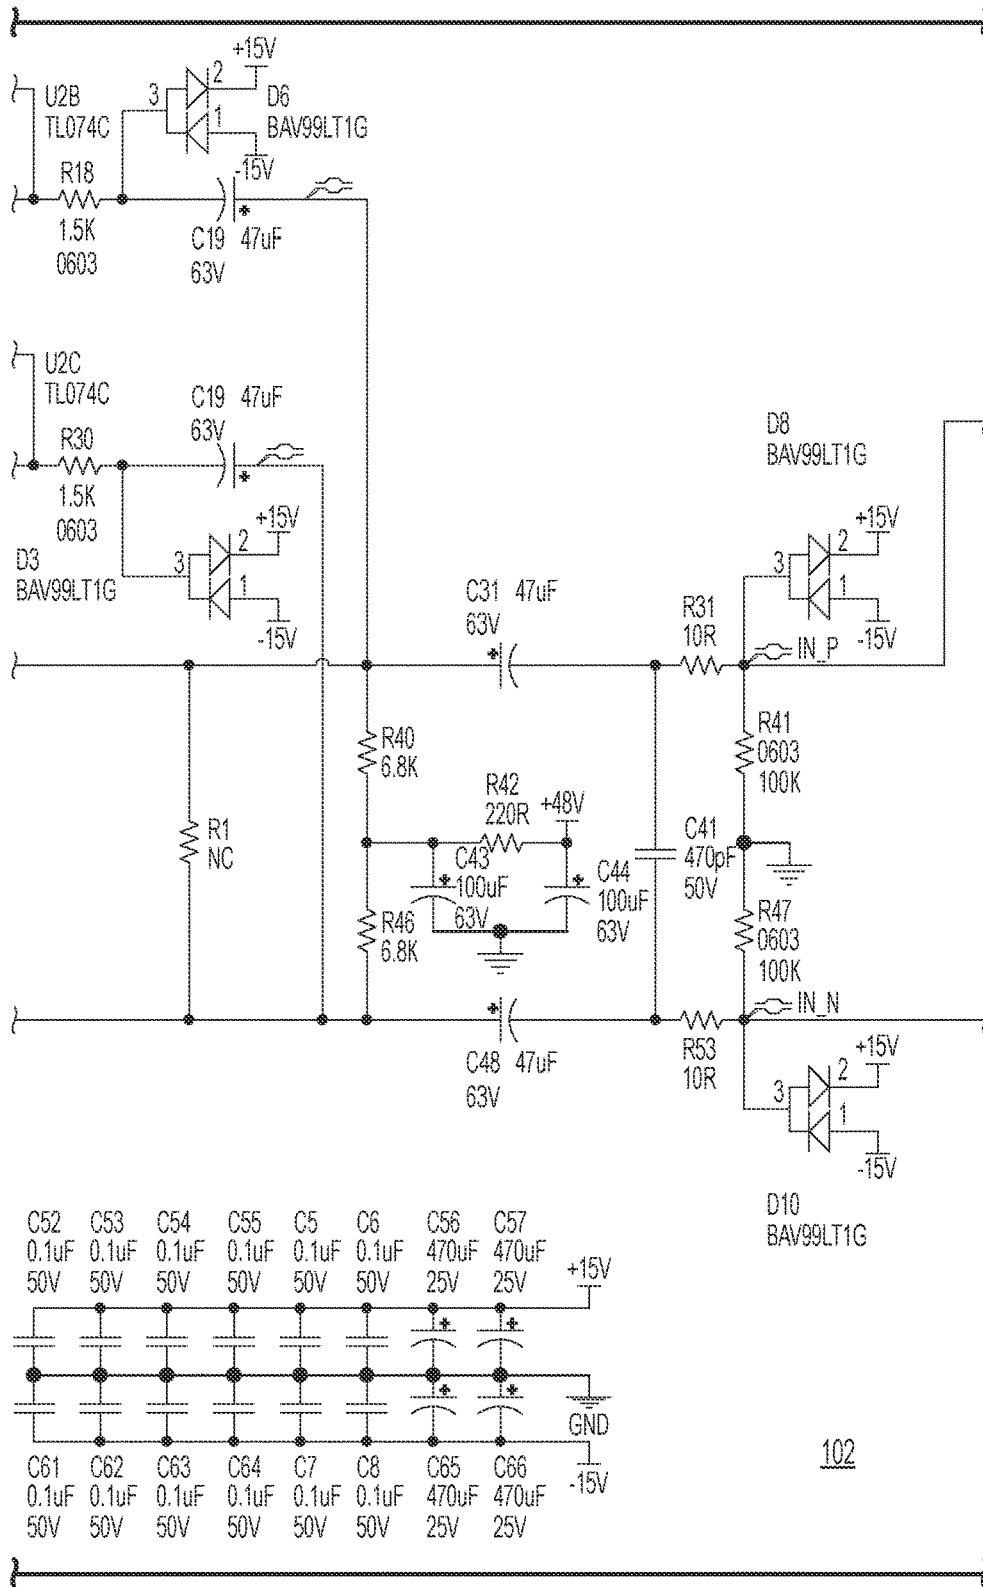 +15V
U2B
TL074C
3
2
1
D6
BAV99LT1G
-15V
R18
1.5K
0603
C19 47uF
63V
U2C
TL074C
C19 47uF
63V
R30
1.5K
0603
D3
BAV99LT1G
3
2
1
+15V
-15V
D8
BAV99LT1G
3
2
1
+15V
-15V
C31 47uF
63V
R31
10R
IN_P
R40
6.8K
R41
0603
100K
R42
220R
+48V
R1
NC
C43
100uF
63V
C44
100uF
63V
C41
470pF
50V
R46
6.8K
R47
0603
100K
IN_N
C48 47uF
63V
R53
10R
3
2
1
+15V
-15V
D10
BAV99LT1G
C52 C53 C54 C55 C5 C6 C56 C57
0.1uF 0.1uF 0.1uF 0.1uF 0.1uF 0.1uF 470uF 470uF
50V 50V 50V 50V 50V 50V 25V 25V
+15V
GND
-15V
C61 C62 C63 C64 C7 C8 C65 C66
0.1uF 0.1uF 0.1uF 0.1uF 0.1uF 0.1uF 470uF 470uF
50V 50V 50V 50V 50V 50V 25V 25V
102